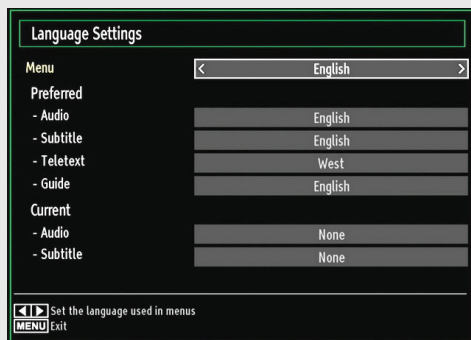 Language Settings
Menu < English >
Preferred
- Audio English
- Subtitle English
- Teletext West
- Guide English
Current
- Audio None
- Subtitle None
Set the language used in menus
MENU Exit